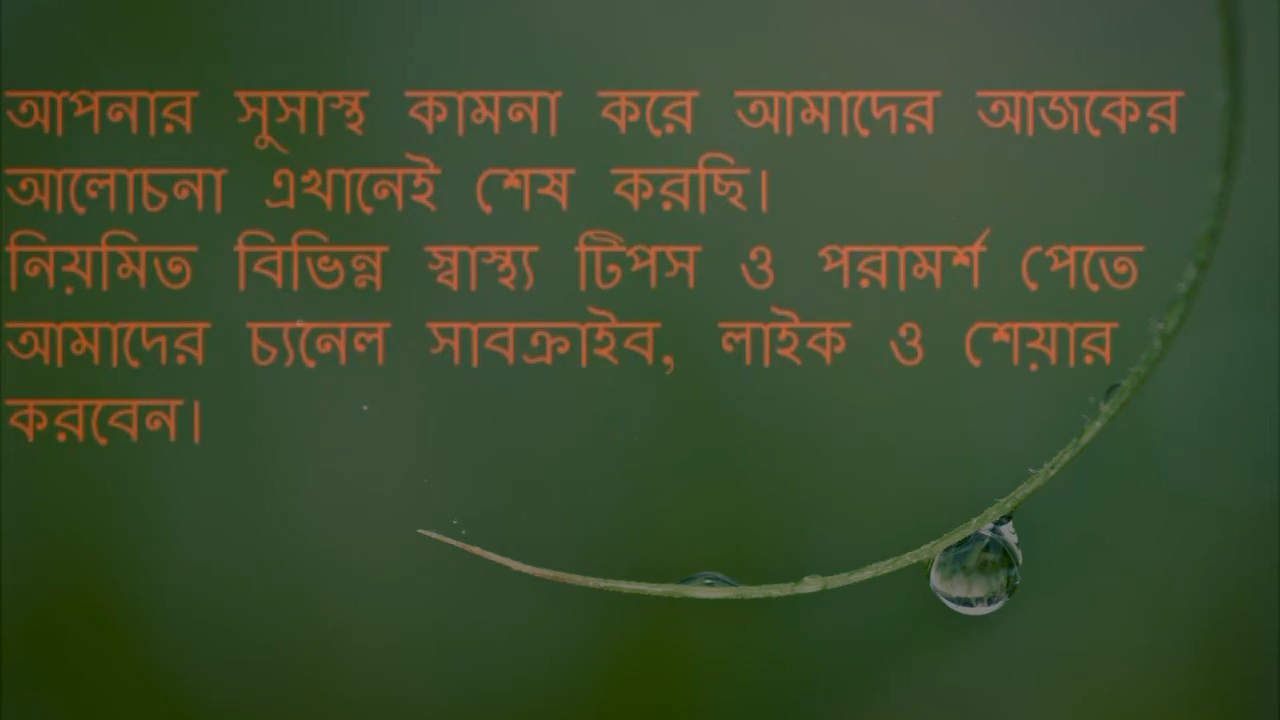 আপনার সুসাস্থ কামনা করে আমাদের আজকের
আলোচনা এখানেই শেষ করছি।
নিয়মিত বিভিন্ন স্বাস্থ্য টিপস ও পরামর্শ পেতে
আমাদের চ্যনেল সাবক্রাইব, লাইক ও শেয়ার
করবেন।